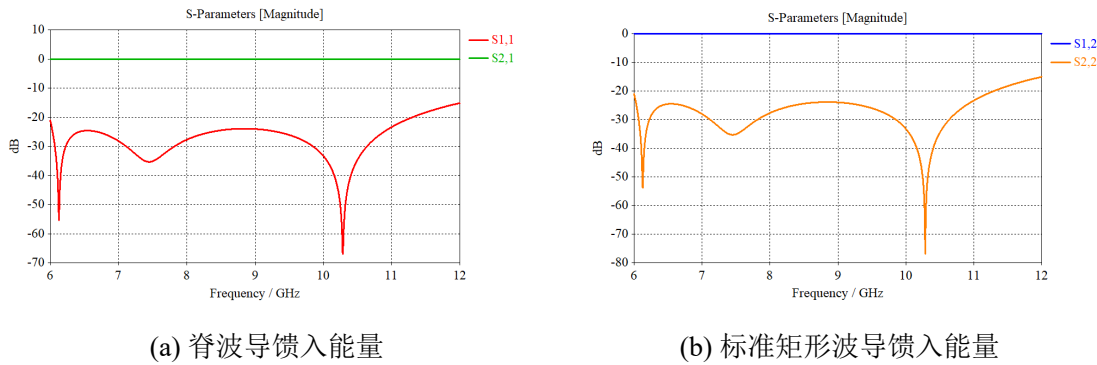 S-Parameters [Magnitude]
10
0
-10
-20
-30
-40
-50
-60
-70
dB
6
7
8
9
10
11
12
Frequency / GHz
S1,1
S2,1
(a) 脊波导馈入能量
S-Parameters [Magnitude]
0
-10
-20
-30
-40
-50
-60
-70
-80
dB
6
7
8
9
10
11
12
Frequency / GHz
S1,2
S2,2
(b) 标准矩形波导馈入能量